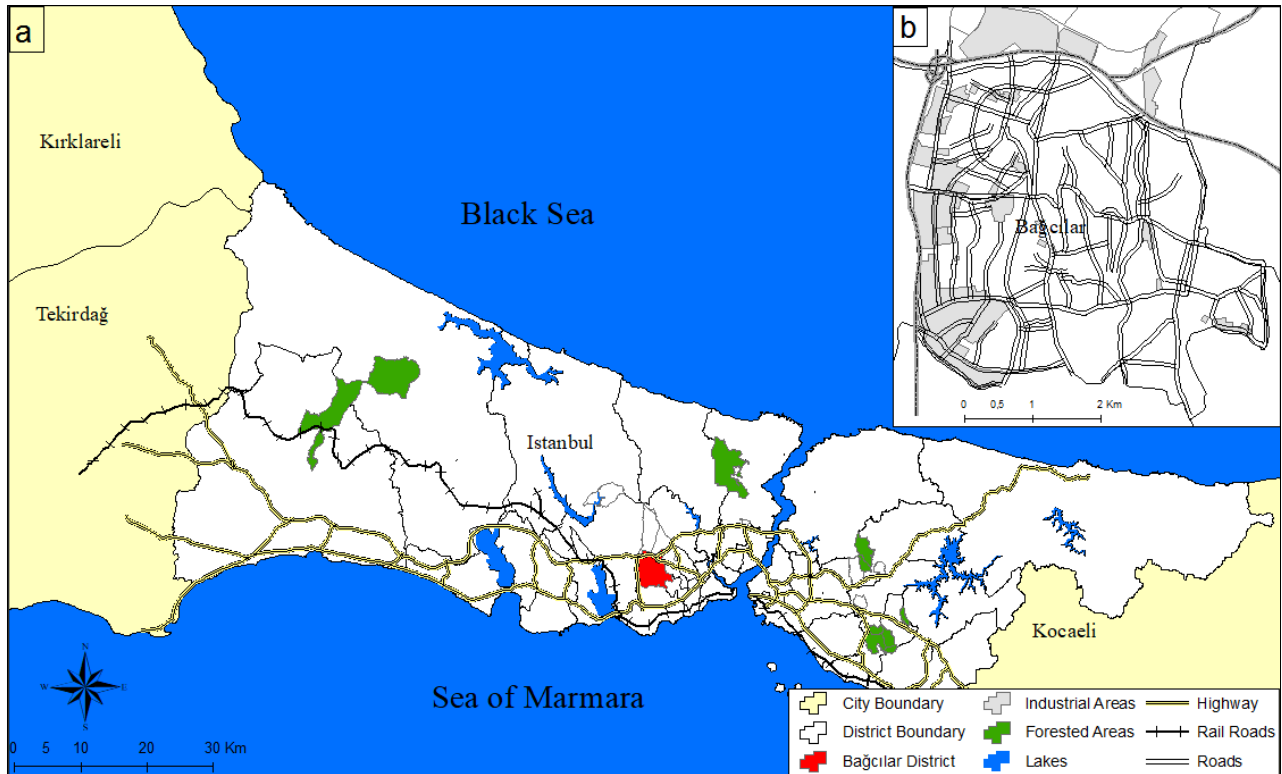 a
b
Kırklareli
Black Sea
Bağcılar
Tekirdağ
0 0,5 1 2 Km
Istanbul
Kocaeli
N
W E
S
Sea of Marmara
0 5 10 20 30 Km
City Boundary
Industrial Areas
Highway
District Boundary
Forested Areas
Rail Roads
Bağcılar District
Lakes
Roads